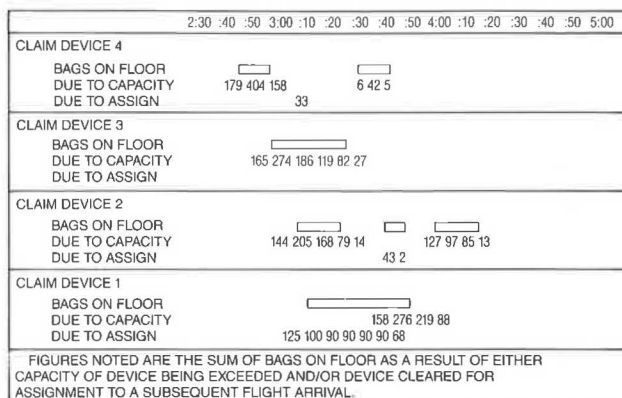 2:30 :40 :50 3:00 :10 :20 :30 :40 :50 4:00 :10 :20 :30 :40 :50 5:00
CLAIM DEVICE 4
BAGS ON FLOOR
DUE TO CAPACITY 179 404 158 6 42 5
DUE TO ASSIGN 33
CLAIM DEVICE 3
BAGS ON FLOOR
DUE TO CAPACITY 165 274 186 119 82 27
DUE TO ASSIGN
CLAIM DEVICE 2
BAGS ON FLOOR
DUE TO CAPACITY 144 205 168 79 14 127 97 85 13
DUE TO ASSIGN 43 2
CLAIM DEVICE 1
BAGS ON FLOOR
DUE TO CAPACITY 158 276 219 88
DUE TO ASSIGN 125 100 90 90 90 90 68
FIGURES NOTED ARE THE SUM OF BAGS ON FLOOR AS A RESULT OF EITHER
CAPACITY OF DEVICE BEING EXCEEDED AND/OR DEVICE CLEARED FOR
ASSIGNMENT TO A SUBSEQUENT FLIGHT ARRIVAL.